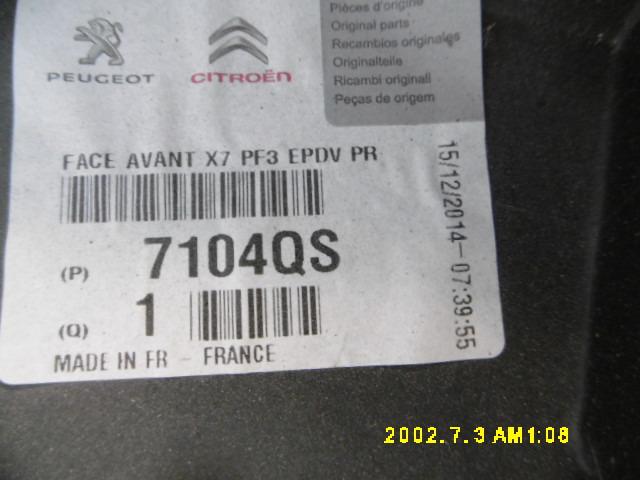 PEUGEOT
CITROËN
Pièces d'origine
Original parts
Recambios originales
Originalteile
Ricambi originali
Peças de origem
FACE AVANT X7 PF3 EPDV PR
(P) 7104QS
(Q) 1
MADE IN FR - FRANCE
15/12/2014-07:39:55
2002.7.3 AM1:08